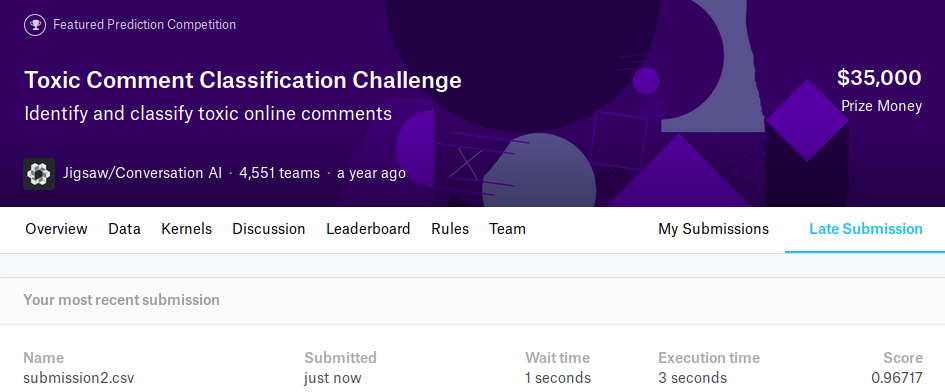 Featured Prediction Competition
Toxic Comment Classification Challenge
$35,000
Identify and classify toxic online comments
Prize Money
Jigsaw/Conversation AI · 4,551 teams · a year ago
Overview Data Kernels Discussion Leaderboard Rules Team My Submissions Late Submission
Your most recent submission
Name Submitted Wait time Execution time Score
submission2.csv just now 1 seconds 3 seconds 0.96717